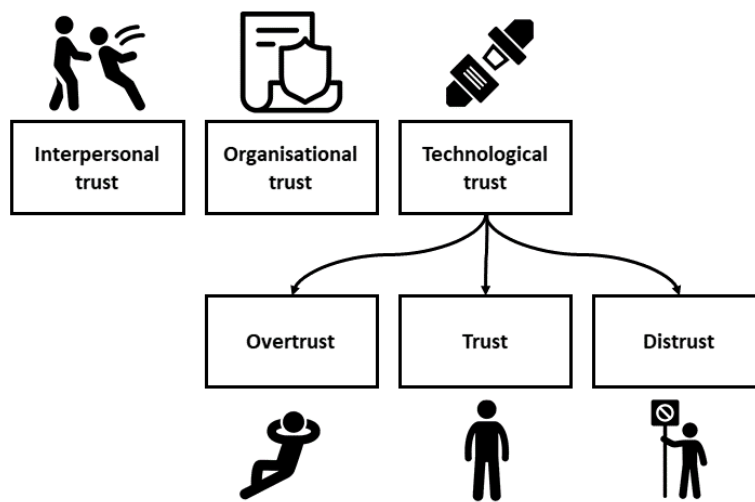 Interpersonal
trust
Organisational
trust
Technological
trust
Overtrust
Trust
Distrust